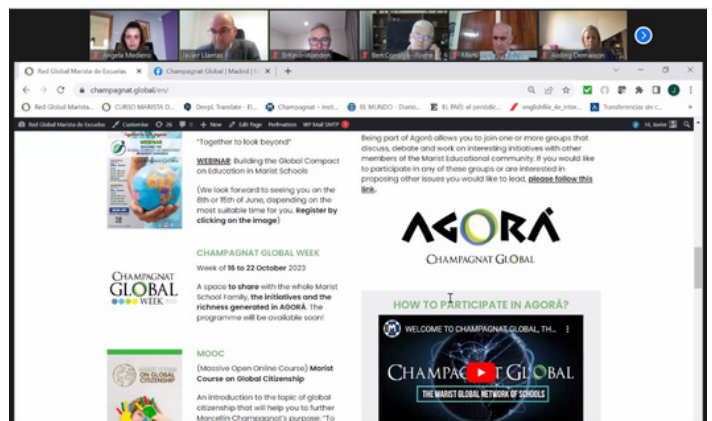 Angela Mediero
Javier Llamas
BrKevinWanden
Ben Consigli - Rome
Marti
Aisling Demaison
Red Global Marista de Escuelas
Champagnat Global | Madrid |
champagnat.global/en/
Red Global Marista...
CURSO MARISTA D...
DeepL Translate - El...
Champagnat – Insti...
EL MUNDO - Diario...
EL PAÍS: el periódic...
englishfile_4e_inter...
Transferencias sin c...
Red Global Marista de Escuelas
Customise
26
0
New
Edit Page
Perfmatters
WP Mail SMTP
Hi, Javier
"Together to look beyond"
WEBINAR: Building the Global Compact
on Education in Marist Schools
(We look forward to seeing you on the
8th or 15th of June, depending on the
most suitable time for you. Register by
clicking on the image)
WEBINAR
CHAMPAGNAT
GLOBAL
WEEK
CHAMPAGNAT GLOBAL WEEK
Week of 16 to 22 October 2023
A space to share with the whole Marist
School Family, the initiatives and the
richness generated in AGORÁ. The
programme will be available soon!
ON GLOBAL
CITIZENSHIP
MOOC
(Massive Open Online Course) Marist
Course on Global Citizenship
An introduction to the topic of global
citizenship that will help you to further
Marcellin Champagnat's purpose: "To
Being part of Agorá allows you to join one or more groups that
discuss, debate and work on interesting initiatives with other
members of the Marist Educational community. If you would like
to participate in any of these groups or are interested in
proposing other issues you would like to lead, please follow this
link.
AGORÁ
CHAMPAGNAT GLOBAL
HOW TO PARTICIPATE IN AGORÁ?
WELCOME TO CHAMPAGNAT GLOBAL, TH...
CHAMPAGNAT GLOBAL
THE MARIST GLOBAL NETWORK OF SCHOOLS